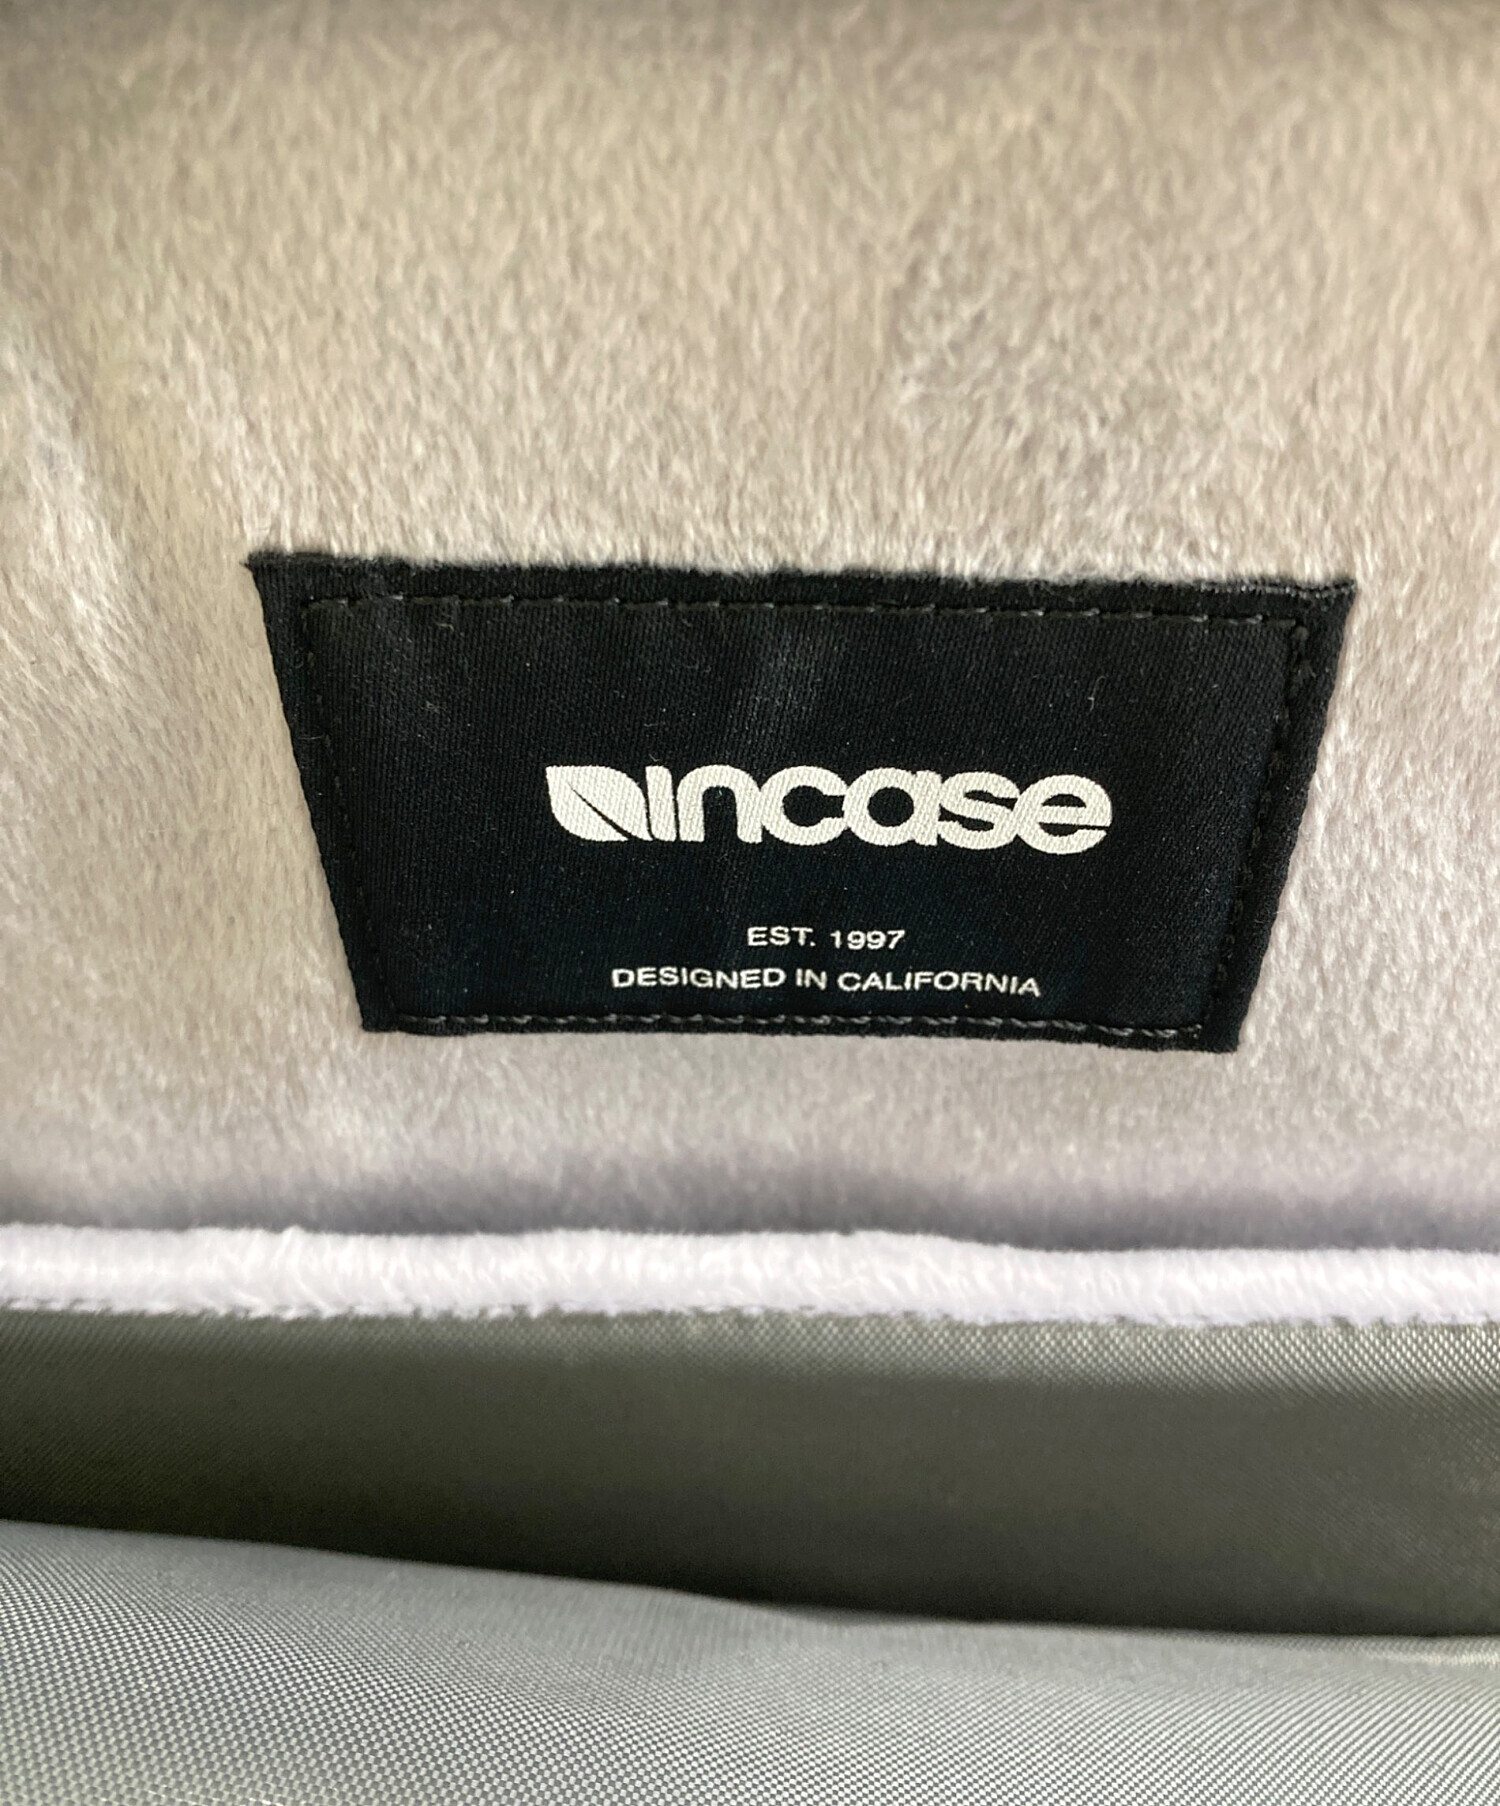 incase
EST. 1997
DESIGNED IN CALIFORNIA